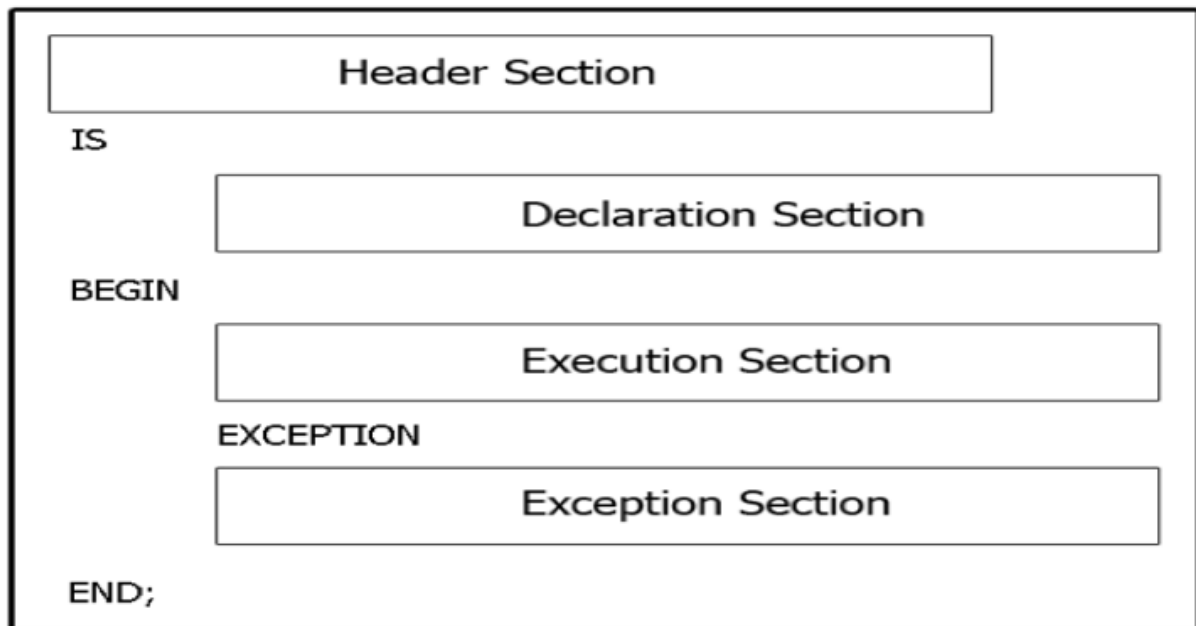 Header Section
IS
Declaration Section
BEGIN
Execution Section
EXCEPTION
Exception Section
END;